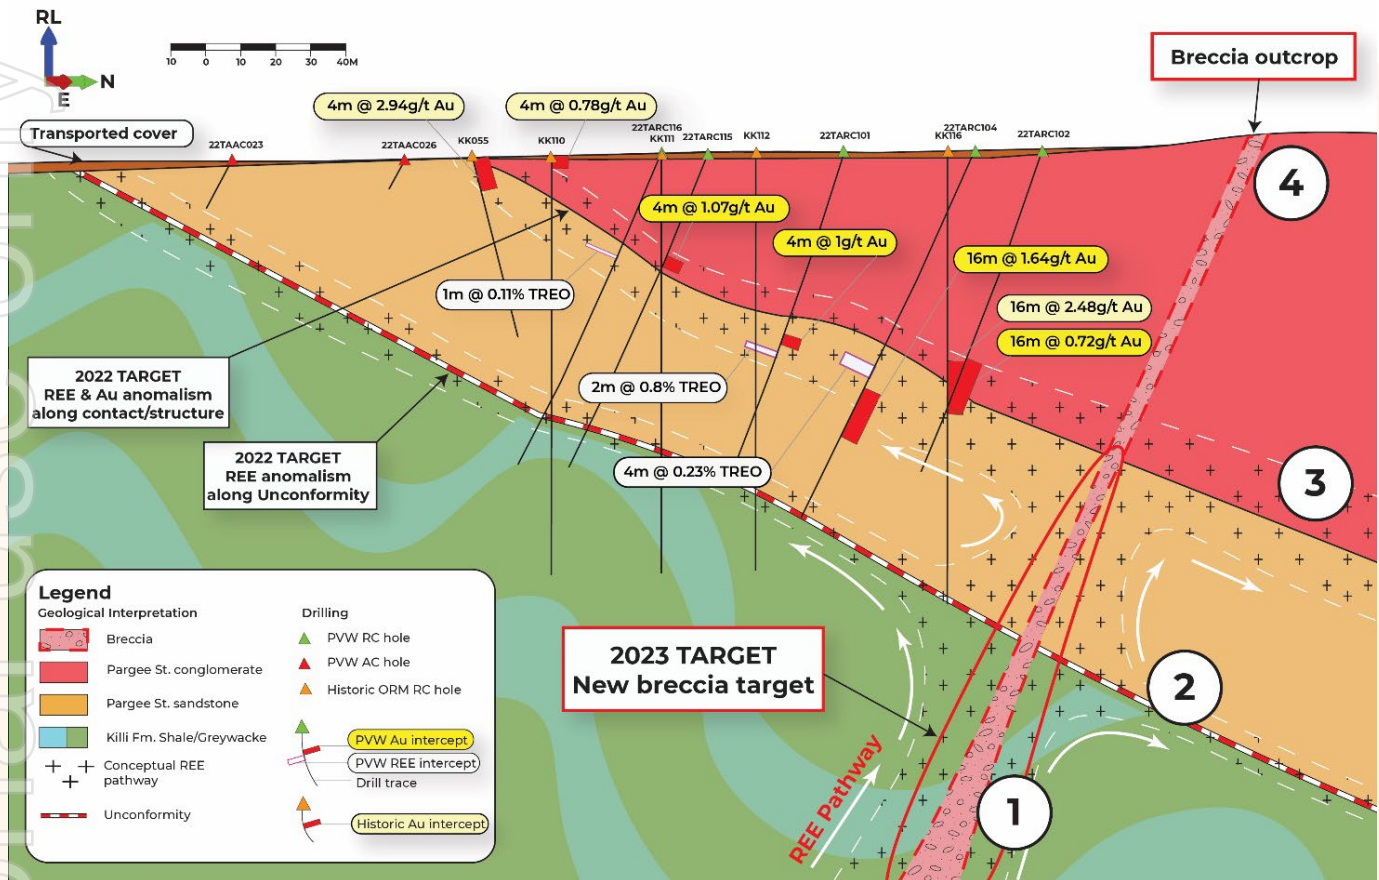 RL
N
E
10 0 10 20 30 40M
Breccia outcrop
Transported cover
4m @ 2.94g/t Au
4m @ 0.78g/t Au
22TAAC023
22TAAC026
KK055
KK110
22TARC116
KK111
22TARC115
KK112
22TARC101
22TARC104
KK116
22TARC102
4
4m @ 1.07g/t Au
4m @ 1g/t Au
16m @ 1.64g/t Au
1m @ 0.11% TREO
16m @ 2.48g/t Au
16m @ 0.72g/t Au
2022 TARGET
REE & Au anomalism
along contact/structure
2m @ 0.8% TREO
2022 TARGET
REE anomalism
along Unconformity
4m @ 0.23% TREO
3
2023 TARGET
New breccia target
2
REE Pathway
1
Legend
Geological Interpretation
Breccia
Pargee St. conglomerate
Pargee St. sandstone
Killi Fm. Shale/Greywacke
Conceptual REE
pathway
Unconformity
Drilling
PVW RC hole
PVW AC hole
Historic ORM RC hole
PVW Au intercept
PVW REE intercept
Drill trace
Historic Au intercept